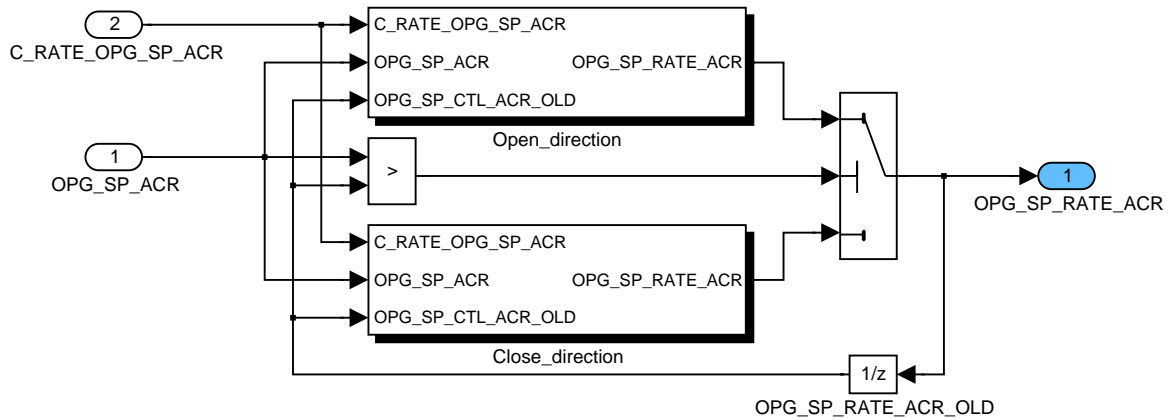 2
C_RATE_OPG_SP_ACR
1
OPG_SP_ACR
C_RATE_OPG_SP_ACR
OPG_SP_ACR
OPG_SP_RATE_ACR
OPG_SP_CTL_ACR_OLD
Open_direction
>
C_RATE_OPG_SP_ACR
OPG_SP_ACR
OPG_SP_RATE_ACR
OPG_SP_CTL_ACR_OLD
Close_direction
1
OPG_SP_RATE_ACR
1/z
OPG_SP_RATE_ACR_OLD